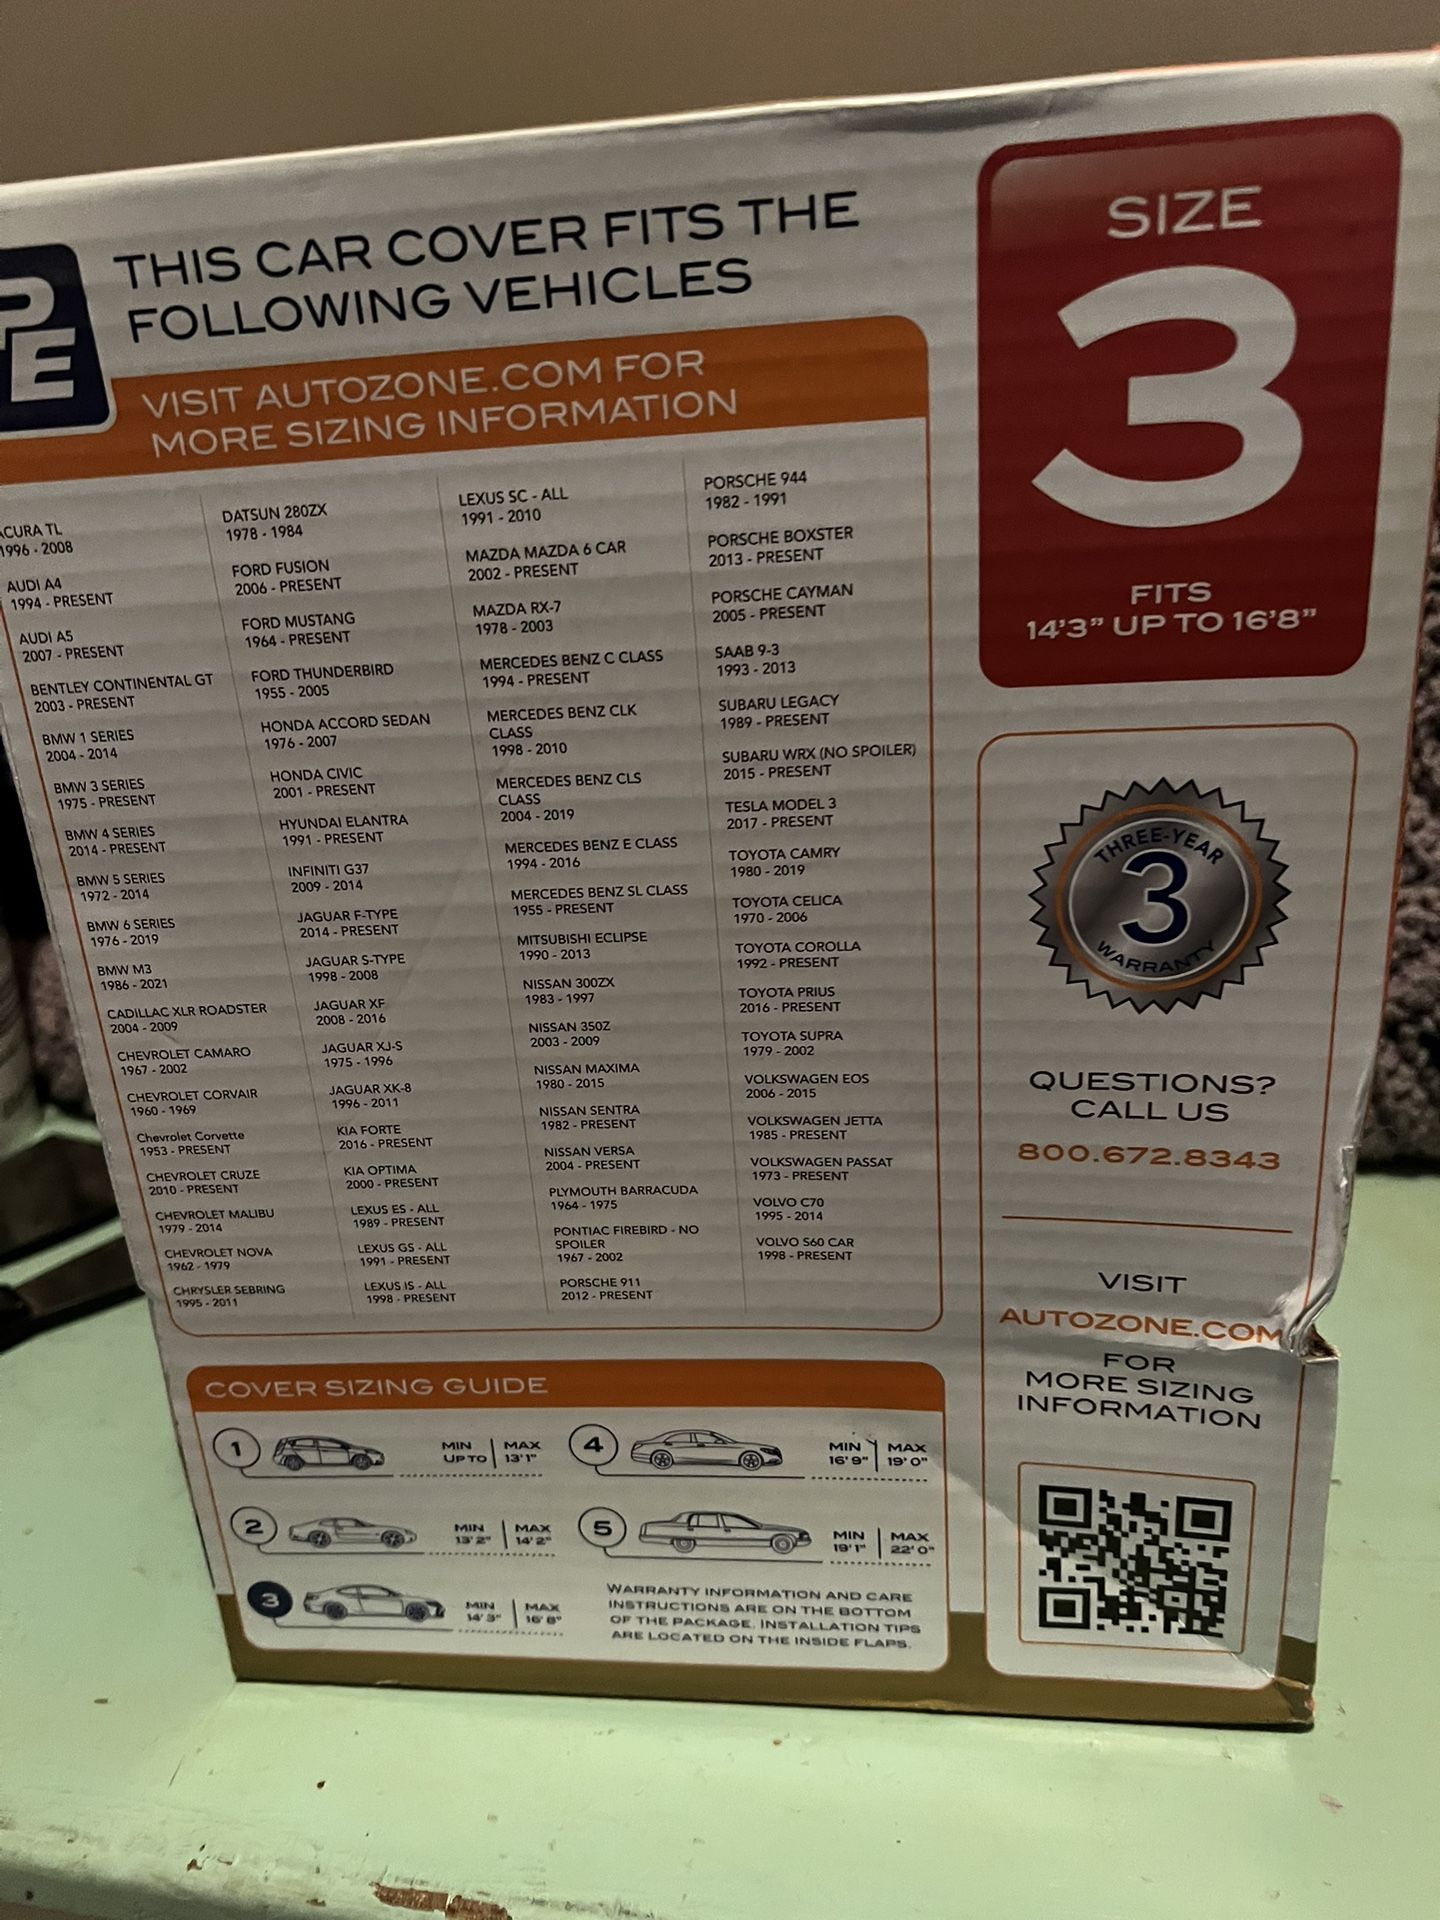 PE
THIS CAR COVER FITS THE
FOLLOWING VEHICLES
VISIT AUTOZONE.COM FOR
MORE SIZING INFORMATION
ACURA TL
1996 - 2008
AUDI A4
1994 - PRESENT
AUDI A5
2007 - PRESENT
BENTLEY CONTINENTAL GT
2003 - PRESENT
BMW 1 SERIES
2004 - 2014
BMW 3 SERIES
1975 - PRESENT
BMW 4 SERIES
2014 - PRESENT
BMW 5 SERIES
1972 - 2014
BMW 6 SERIES
1976 - 2019
BMW M3
1986 - 2021
CADILLAC XLR ROADSTER
2004 - 2009
CHEVROLET CAMARO
1967 - 2002
CHEVROLET CORVAIR
1960 - 1969
Chevrolet Corvette
1953 - PRESENT
CHEVROLET CRUZE
2010 - PRESENT
CHEVROLET MALIBU
1979 - 2014
CHEVROLET NOVA
1962 - 1979
CHRYSLER SEBRING
1995 - 2011
DATSUN 280ZX
1978 - 1984
FORD FUSION
2006 - PRESENT
FORD MUSTANG
1964 - PRESENT
FORD THUNDERBIRD
1955 - 2005
HONDA ACCORD SEDAN
1976 - 2007
HONDA CIVIC
2001 - PRESENT
HYUNDAI ELANTRA
1991 - PRESENT
INFINITI G37
2009 - 2014
JAGUAR F-TYPE
2014 - PRESENT
JAGUAR S-TYPE
1998 - 2008
JAGUAR XF
2008 - 2016
JAGUAR XJ-S
1975 - 1996
JAGUAR XK-8
1996 - 2011
KIA FORTE
2016 - PRESENT
KIA OPTIMA
2000 - PRESENT
LEXUS ES - ALL
1989 - PRESENT
LEXUS GS - ALL
1991 - PRESENT
LEXUS IS - ALL
1998 - PRESENT
LEXUS SC - ALL
1991 - 2010
MAZDA MAZDA 6 CAR
2002 - PRESENT
MAZDA RX-7
1978 - 2003
MERCEDES BENZ C CLASS
1994 - PRESENT
MERCEDES BENZ CLK
CLASS
1998 - 2010
MERCEDES BENZ CLS
CLASS
2004 - 2019
MERCEDES BENZ E CLASS
1994 - 2016
MERCEDES BENZ SL CLASS
1955 - PRESENT
MITSUBISHI ECLIPSE
1990 - 2013
NISSAN 300ZX
1983 - 1997
NISSAN 350Z
2003 - 2009
NISSAN MAXIMA
1980 - 2015
NISSAN SENTRA
1982 - PRESENT
NISSAN VERSA
2004 - PRESENT
PLYMOUTH BARRACUDA
1964 - 1975
PONTIAC FIREBIRD - NO
SPOILER
1967 - 2002
PORSCHE 911
2012 - PRESENT
PORSCHE 944
1982 - 1991
PORSCHE BOXSTER
2013 - PRESENT
PORSCHE CAYMAN
2005 - PRESENT
SAAB 9-3
1993 - 2013
SUBARU LEGACY
1989 - PRESENT
SUBARU WRX (NO SPOILER)
2015 - PRESENT
TESLA MODEL 3
2017 - PRESENT
TOYOTA CAMRY
1980 - 2019
TOYOTA CELICA
1970 - 2006
TOYOTA COROLLA
1992 - PRESENT
TOYOTA PRIUS
2016 - PRESENT
TOYOTA SUPRA
1979 - 2002
VOLKSWAGEN EOS
2006 - 2015
VOLKSWAGEN JETTA
1985 - PRESENT
VOLKSWAGEN PASSAT
1973 - PRESENT
VOLVO C70
1995 - 2014
VOLVO S60 CAR
1998 - PRESENT
SIZE
3
FITS
14'3" UP TO 16'8"
THREE-YEAR
3
WARRANTY
QUESTIONS?
CALL US
800.672.8343
VISIT
AUTOZONE.COM
FOR
MORE SIZING
INFORMATION
COVER SIZING GUIDE
1 MIN UP TO | MAX 13'1"
2 MIN 13'2" | MAX 14'2"
3 MIN 14'3" | MAX 16'8"
4 MIN 16'9" | MAX 19'0"
5 MIN 19'1" | MAX 22'0"
WARRANTY INFORMATION AND CARE
INSTRUCTIONS ARE ON THE BOTTOM
OF THE PACKAGE. INSTALLATION TIPS
ARE LOCATED ON THE INSIDE FLAPS.